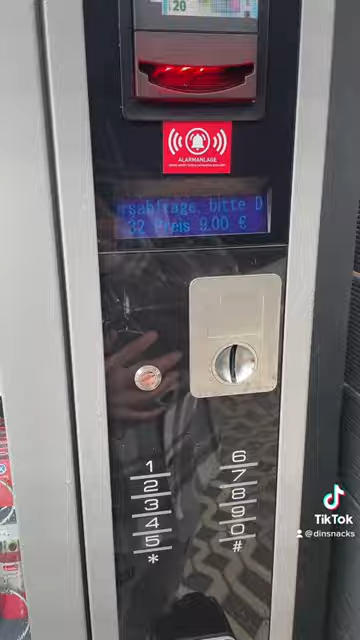 20
ALARMANLAGE
rsabfrage, bitte D
32 Preis 9.00 €
1 6
2 7
3 8
4 9
5 0
* #
TikTok
@dinsnacks